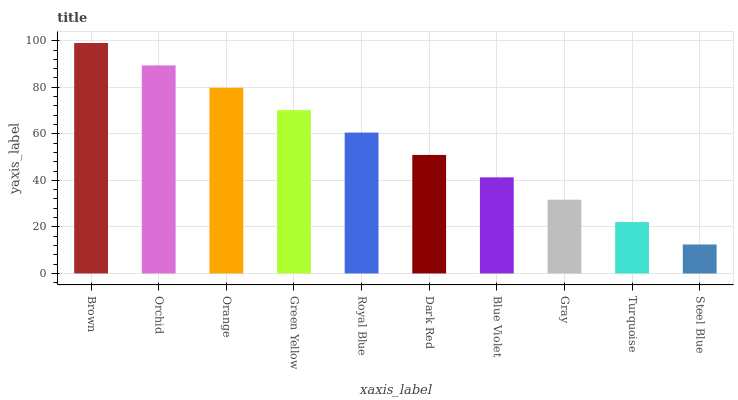 title
100
80
60
40
20
0
yaxis_label
Brown
Orchid
Orange
Green Yellow
Royal Blue
Dark Red
Blue Violet
Gray
Turquoise
Steel Blue
xaxis_label